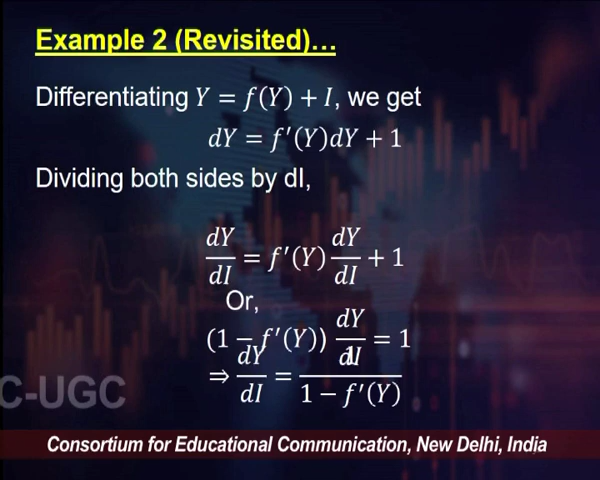 Example 2 (Revisited)…
Differentiating Y = f(Y) + I, we get
dY = f′(Y)dY + 1
Dividing both sides by dI,
dY/dI = f′(Y) dY/dI + 1
Or,
(1 − f′(Y)) dY/dI = 1
⇒ dY/dI = 1/(1 − f′(Y))
C-UGC
Consortium for Educational Communication, New Delhi, India